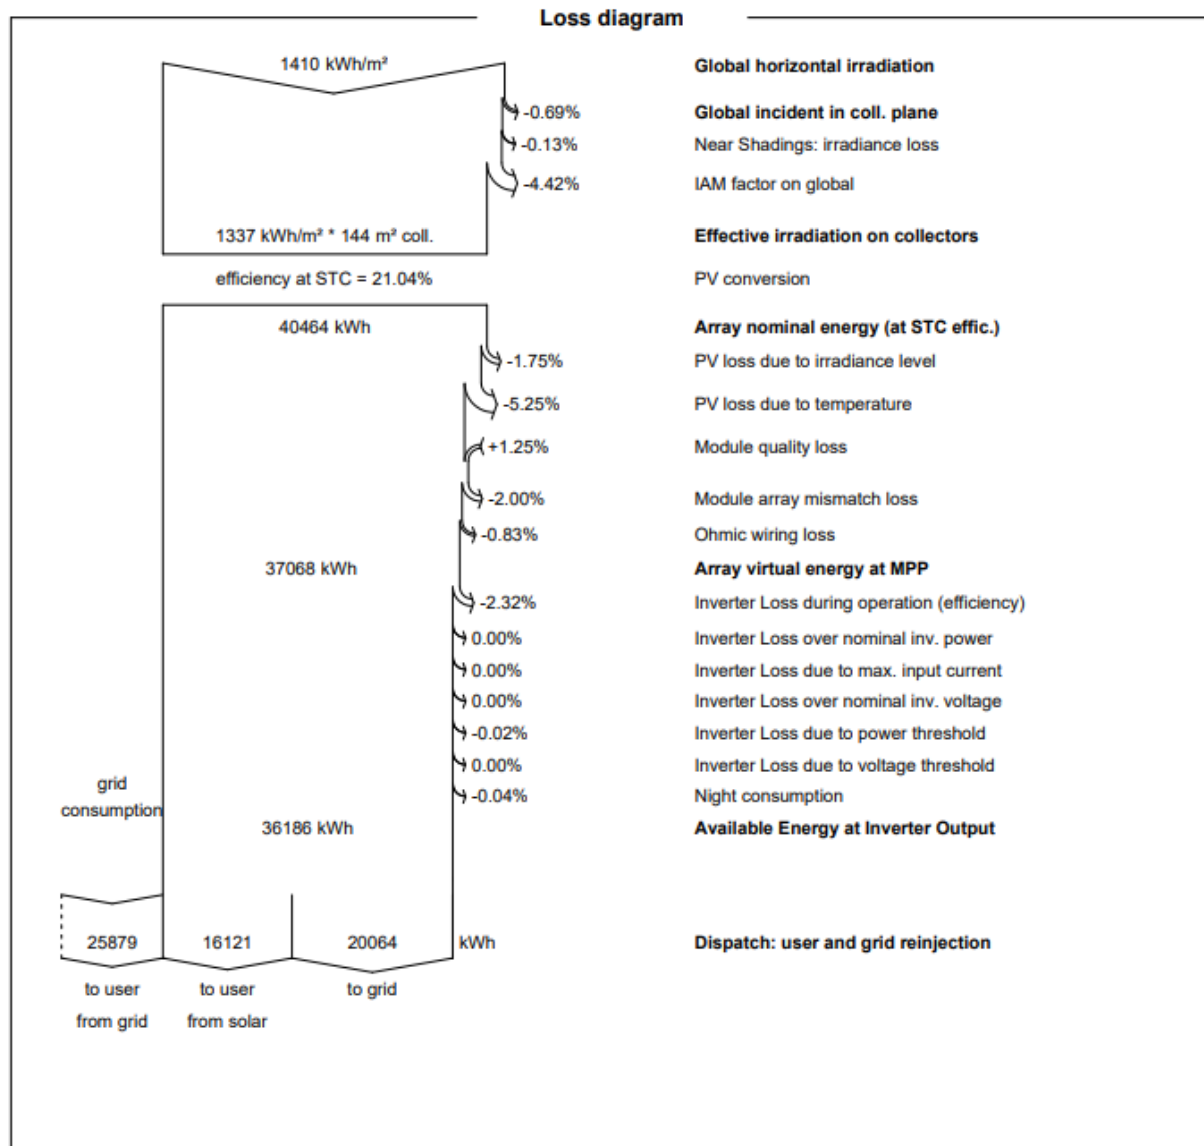 Loss diagram
1410 kWh/m² Global horizontal irradiation
-0.69% Global incident in coll. plane
-0.13% Near Shadings: irradiance loss
-4.42% IAM factor on global
1337 kWh/m² * 144 m² coll. Effective irradiation on collectors
efficiency at STC = 21.04% PV conversion
40464 kWh Array nominal energy (at STC effic.)
-1.75% PV loss due to irradiance level
-5.25% PV loss due to temperature
+1.25% Module quality loss
-2.00% Module array mismatch loss
-0.83% Ohmic wiring loss
37068 kWh Array virtual energy at MPP
-2.32% Inverter Loss during operation (efficiency)
0.00% Inverter Loss over nominal inv. power
0.00% Inverter Loss due to max. input current
0.00% Inverter Loss over nominal inv. voltage
-0.02% Inverter Loss due to power threshold
0.00% Inverter Loss due to voltage threshold
grid
consumption
-0.04% Night consumption
36186 kWh Available Energy at Inverter Output
25879 16121 20064 kWh Dispatch: user and grid reinjection
to user to user to grid
from grid from solar